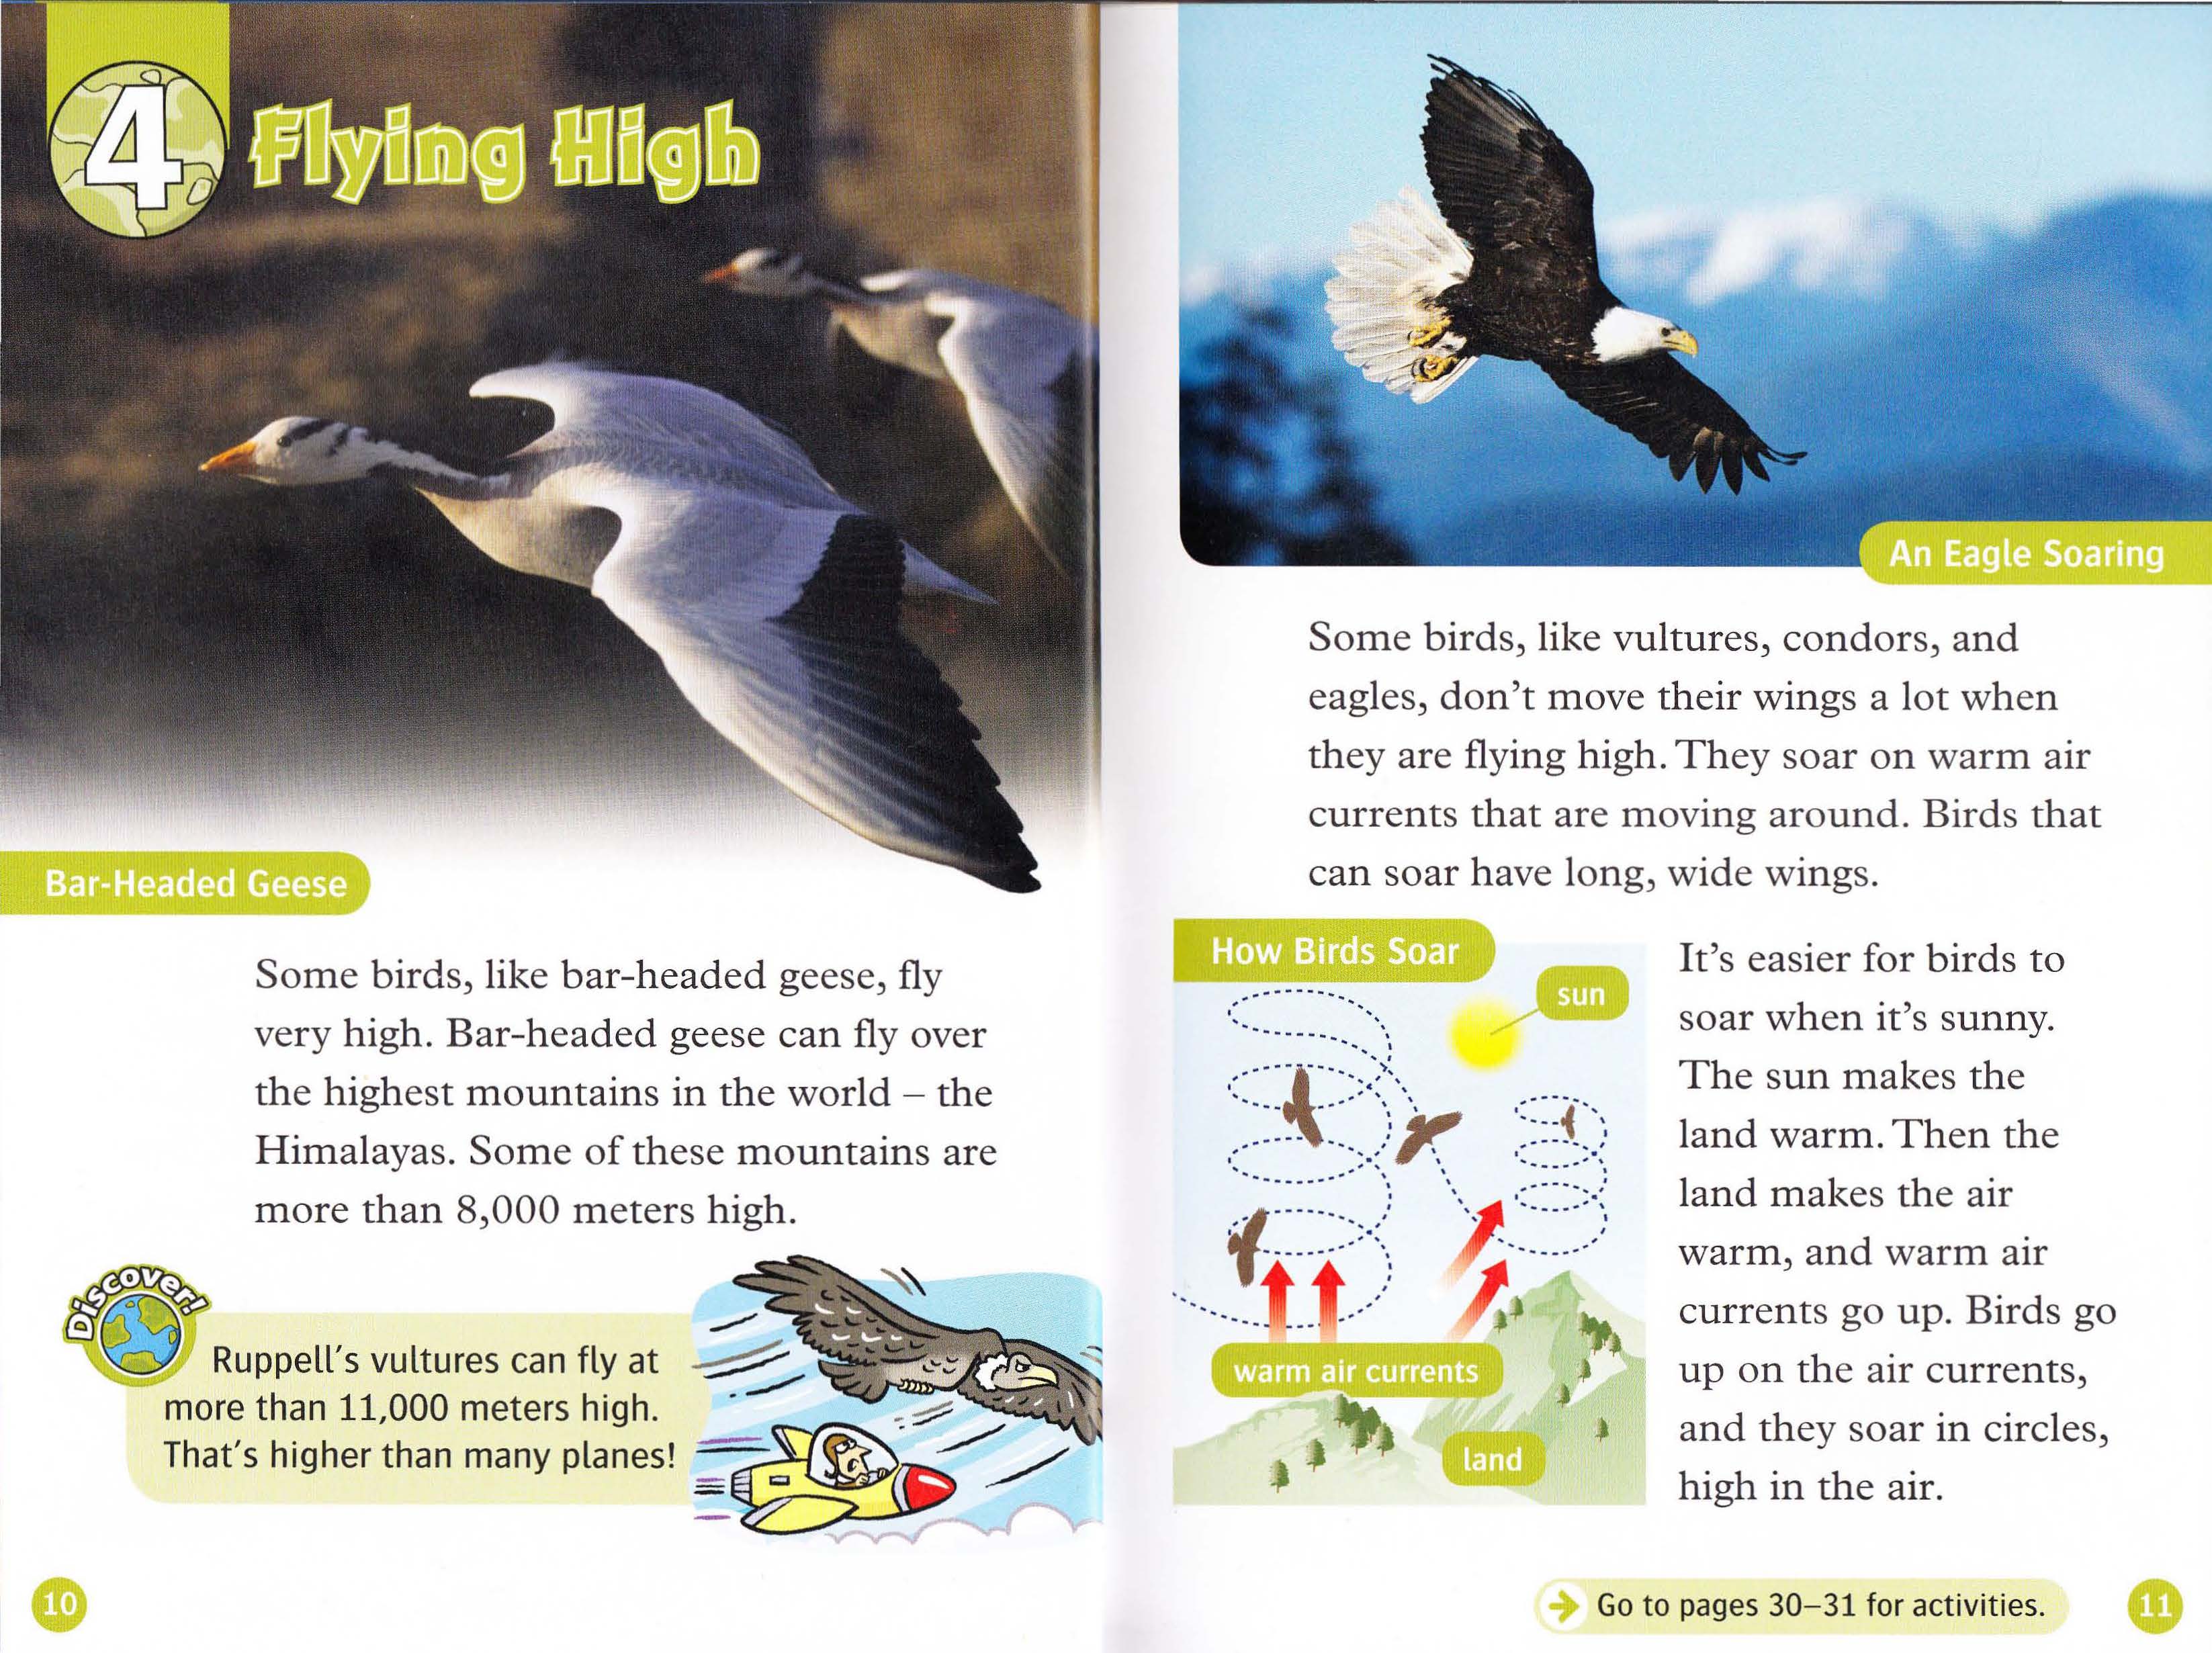 4
Flying High
Bar-Headed Geese
Some birds, like bar-headed geese, fly
very high. Bar-headed geese can fly over
the highest mountains in the world – the
Himalayas. Some of these mountains are
more than 8,000 meters high.
Discover!
Ruppell's vultures can fly at
more than 11,000 meters high.
That's higher than many planes!
10
An Eagle Soaring
Some birds, like vultures, condors, and
eagles, don't move their wings a lot when
they are flying high. They soar on warm air
currents that are moving around. Birds that
can soar have long, wide wings.
How Birds Soar
sun
warm air currents
land
It's easier for birds to
soar when it's sunny.
The sun makes the
land warm. Then the
land makes the air
warm, and warm air
currents go up. Birds go
up on the air currents,
and they soar in circles,
high in the air.
Go to pages 30–31 for activities.
11